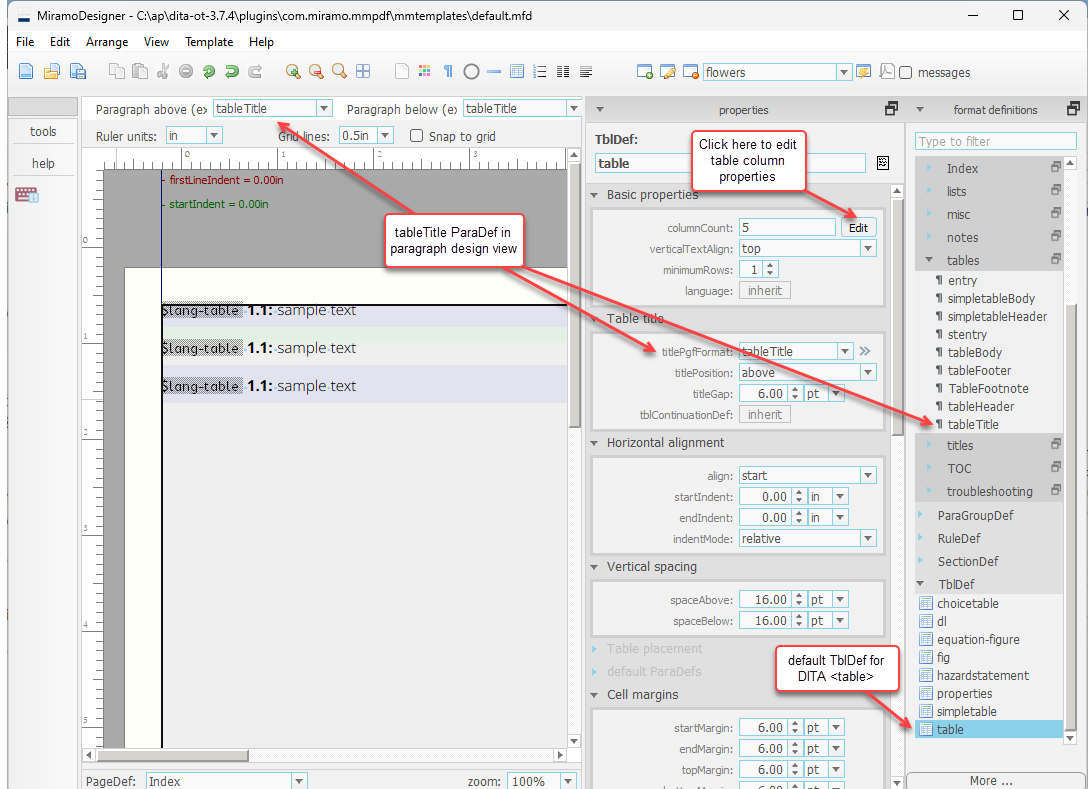 MiramoDesigner - C:\ap\dita-ot-3.7.4\plugins\com.miramo.mmpdf\mmtemplates\default.mfd
File Edit Arrange View Template Help
flowers
messages
Paragraph above (ex tableTitle Paragraph below (ex tableTitle
Ruler units: in Grid lines: 0.5in Snap to grid
tools
help
0 1 2 3
0
1
2
3
4
5
firstLineIndent = 0.00in
startIndent = 0.00in
$lang-table 1.1: sample text
$lang-table 1.1: sample text
$lang-table 1.1: sample text
tableTitle ParaDef in
paragraph design view
PageDef: Index zoom: 100%
properties
TblDef:
table
Click here to edit
table column
properties
Basic properties
columnCount: 5 Edit
verticalTextAlign: top
minimumRows: 1
language: inherit
Table title
titlePgfFormat: tableTitle
titlePosition: above
titleGap: 6.00 pt
tblContinuationDef: inherit
Horizontal alignment
align: start
startIndent: 0.00 in
endIndent: 0.00 in
indentMode: relative
Vertical spacing
spaceAbove: 16.00 pt
spaceBelow: 16.00 pt
Table placement
default ParaDefs
Cell margins
startMargin: 6.00 pt
endMargin: 6.00 pt
topMargin: 6.00 pt
default TblDef for
DITA <table>
format definitions
Type to filter
Index
lists
misc
notes
tables
entry
simpletableBody
simpletableHeader
stentry
tableBody
tableFooter
TableFootnote
tableHeader
tableTitle
titles
TOC
troubleshooting
ParaGroupDef
RuleDef
SectionDef
TblDef
choicetable
dl
equation-figure
fig
hazardstatement
properties
simpletable
table
More ...